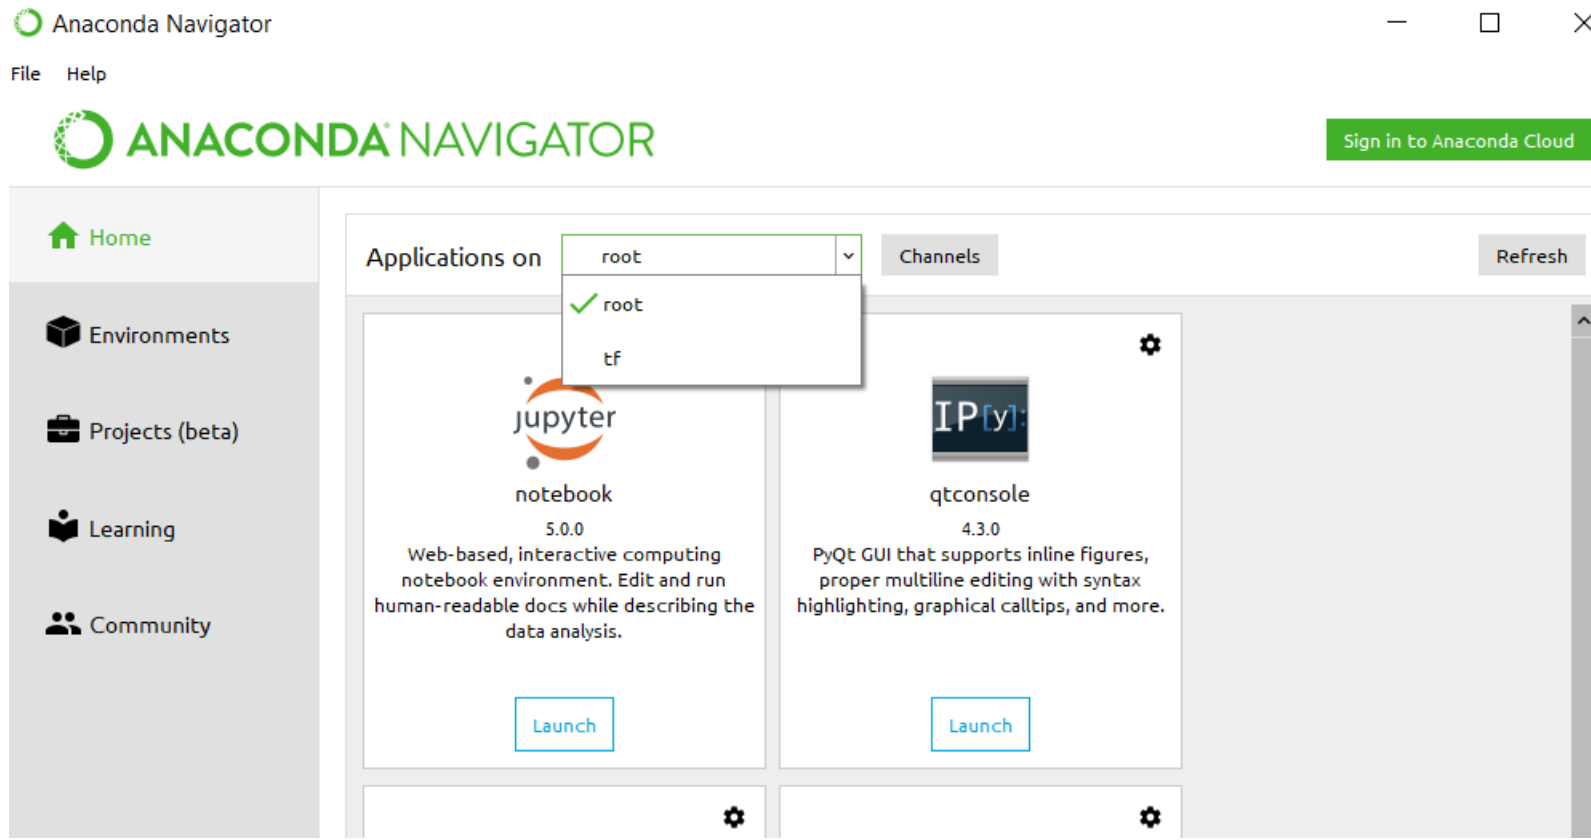 Anaconda Navigator
File Help
ANACONDA NAVIGATOR
Sign in to Anaconda Cloud
Home
Applications on root Channels Refresh
root
tf
Environments
Projects (beta)
Learning
Community
jupyter
notebook
5.0.0
Web-based, interactive computing
notebook environment. Edit and run
human-readable docs while describing the
data analysis.
Launch
IP[y]:
qtconsole
4.3.0
PyQt GUI that supports inline figures,
proper multiline editing with syntax
highlighting, graphical calltips, and more.
Launch